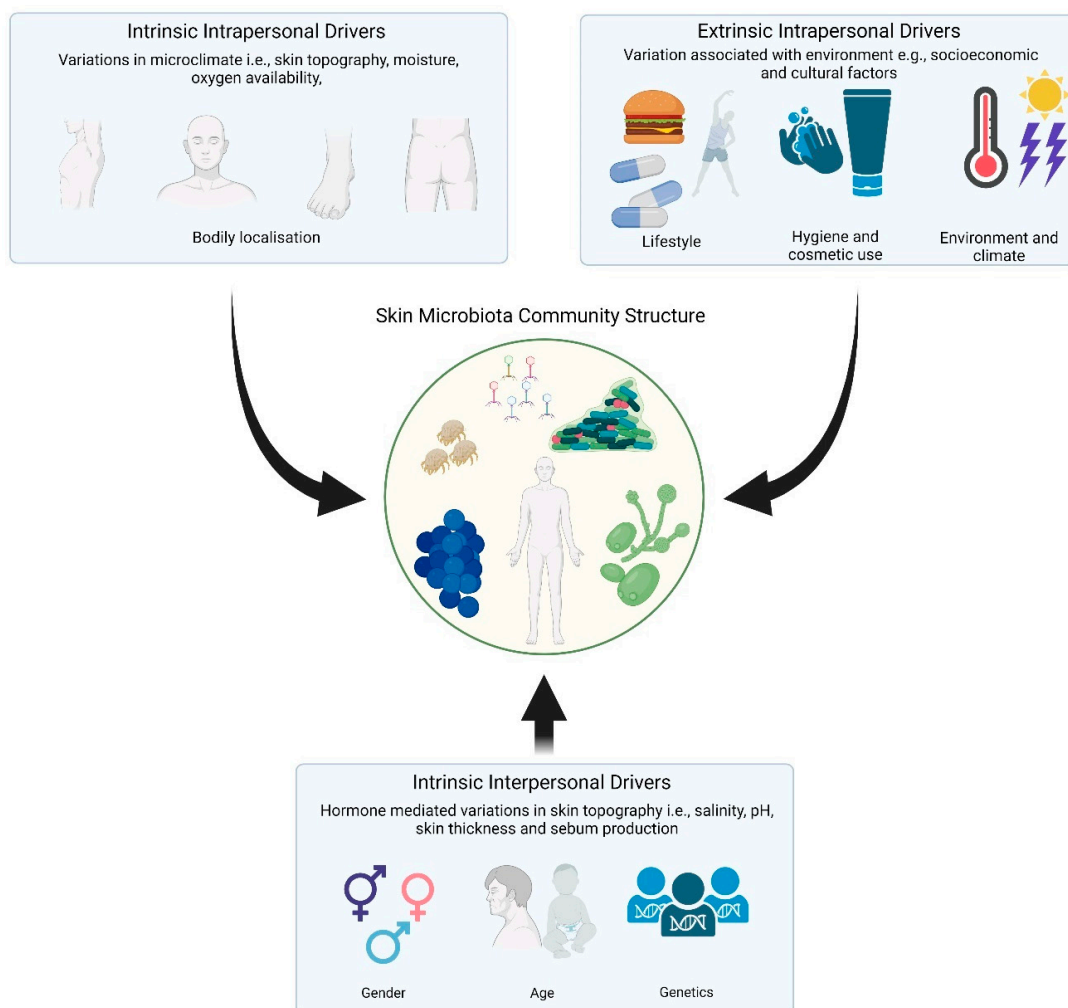 Intrinsic Intrapersonal Drivers
Variations in microclimate i.e., skin topography, moisture,
oxygen availability,
Bodily localisation
Extrinsic Intrapersonal Drivers
Variation associated with environment e.g., socioeconomic
and cultural factors
Lifestyle
Hygiene and
cosmetic use
Environment and
climate
Skin Microbiota Community Structure
Intrinsic Interpersonal Drivers
Hormone mediated variations in skin topography i.e., salinity, pH,
skin thickness and sebum production
Gender
Age
Genetics